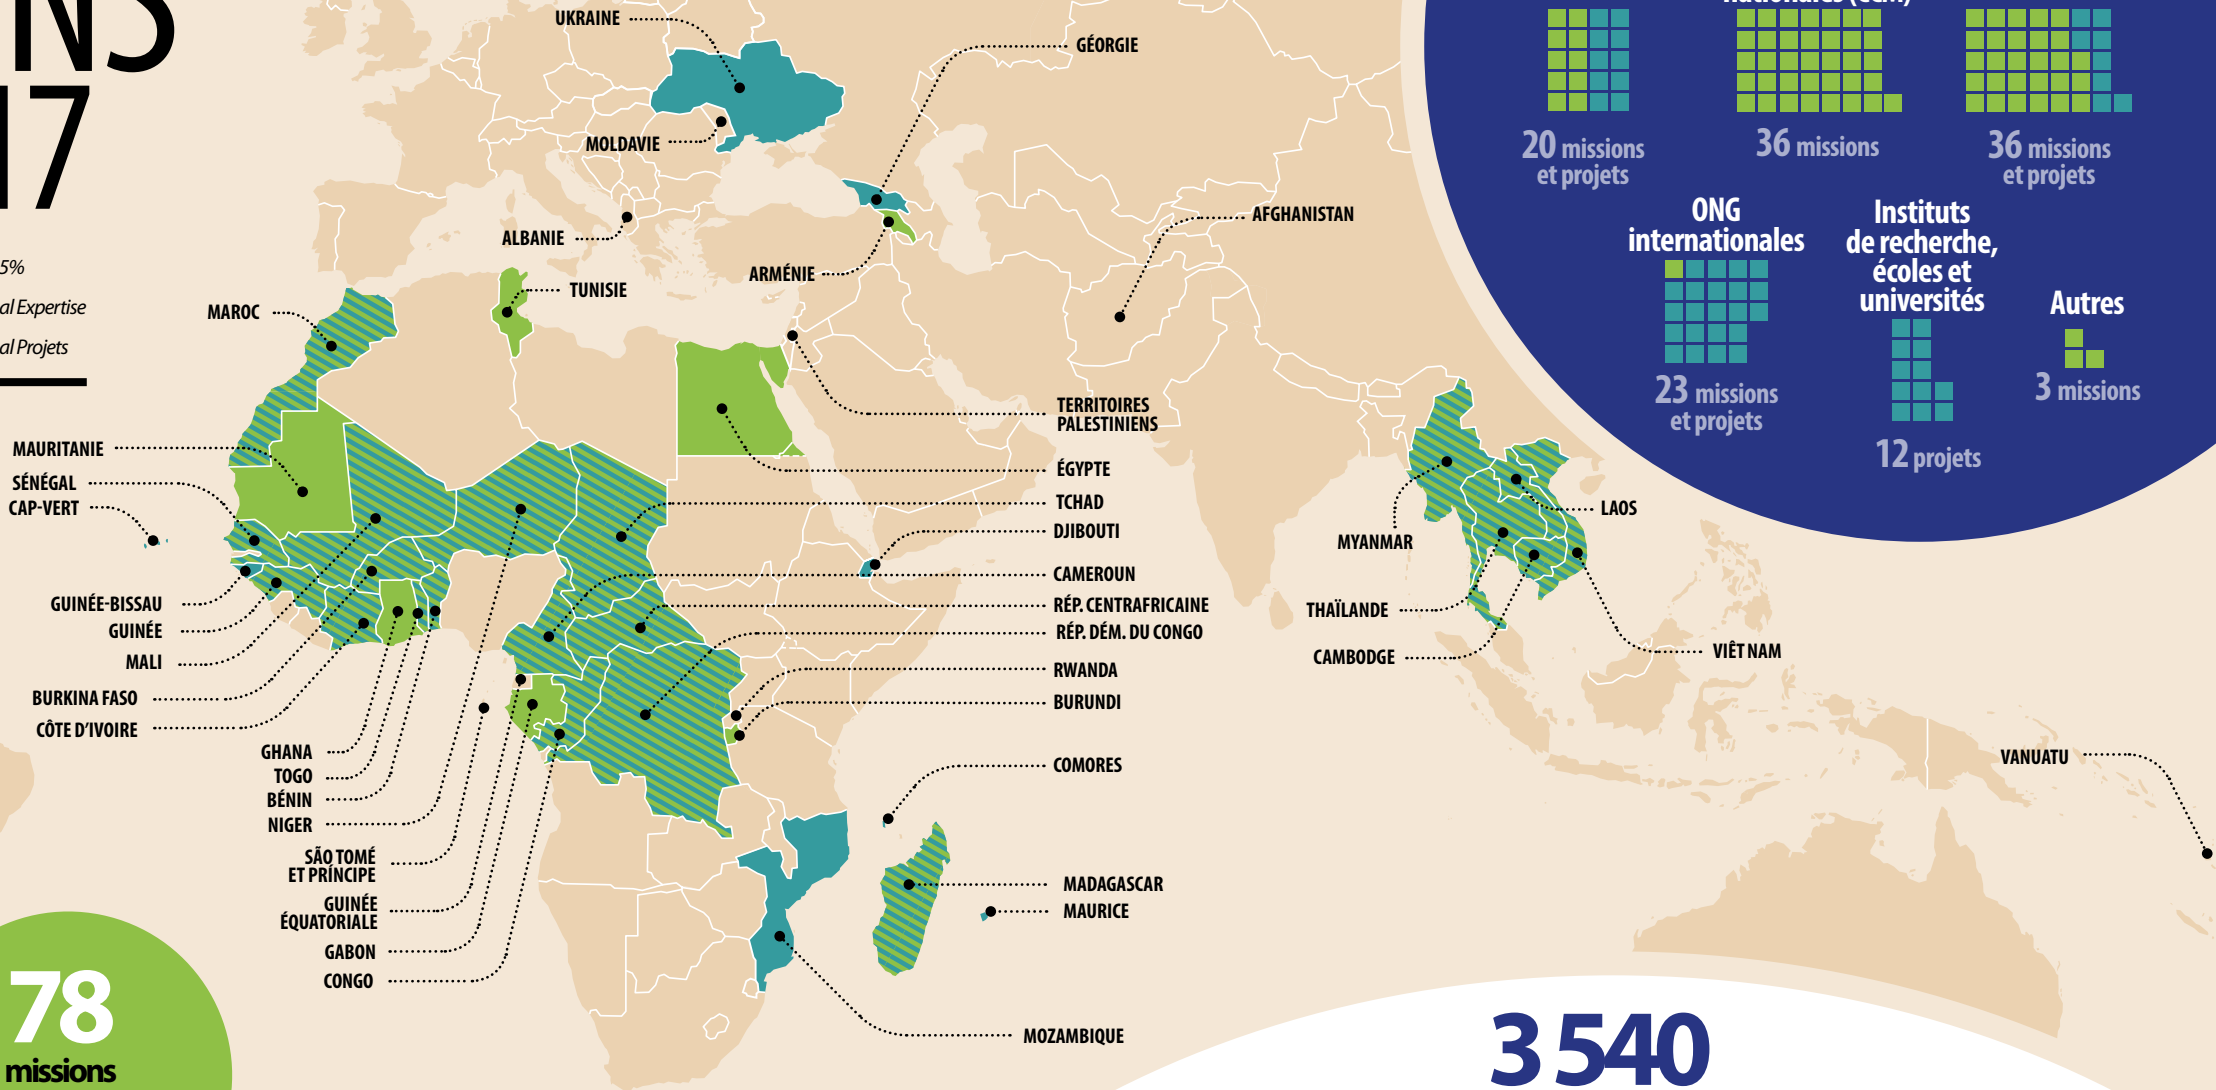 NS
17
5%
al Expertise
al Projets
UKRAINE
GÉORGIE
MOLDAVIE
AFGHANISTAN
ALBANIE
ARMÉNIE
TUNISIE
MAROC
TERRITOIRES
PALESTINIENS
MAURITANIE
SÉNÉGAL
CAP-VERT
ÉGYPTE
TCHAD
DJIBOUTI
CAMEROUN
RÉP. CENTRAFRICAINE
RÉP. DÉM. DU CONGO
RWANDA
BURUNDI
COMORES
GUINÉE-BISSAU
GUINÉE
MALI
BURKINA FASO
CÔTE D'IVOIRE
GHANA
TOGO
BÉNIN
NIGER
SÃO TOMÉ
ET PRÍNCIPE
GUINÉE
ÉQUATORIALE
GABON
CONGO
MADAGASCAR
MAURICE
MOZAMBIQUE
MYANMAR
LAOS
THAÏLANDE
CAMBODGE
VIÊT NAM
VANUATU
nationales (CCM)
20 missions
et projets
36 missions
36 missions
et projets
ONG
internationales
23 missions
et projets
Instituts
de recherche,
écoles et
universités
12 projets
Autres
3 missions
78
missions
3 540